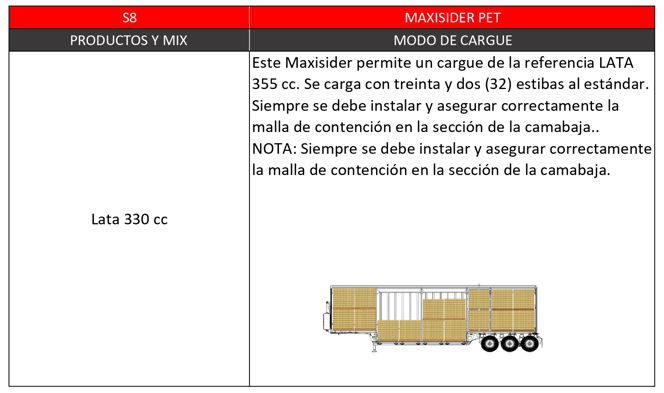 S8
MAXISIDER PET
PRODUCTOS Y MIX
MODO DE CARGUE
Lata 330 cc
Este Maxisider permite un cargue de la referencia LATA
355 cc. Se carga con treinta y dos (32) estibas al estándar.
Siempre se debe instalar y asegurar correctamente la
malla de contención en la sección de la camabaja..
NOTA: Siempre se debe instalar y asegurar correctamente
la malla de contención en la sección de la camabaja.